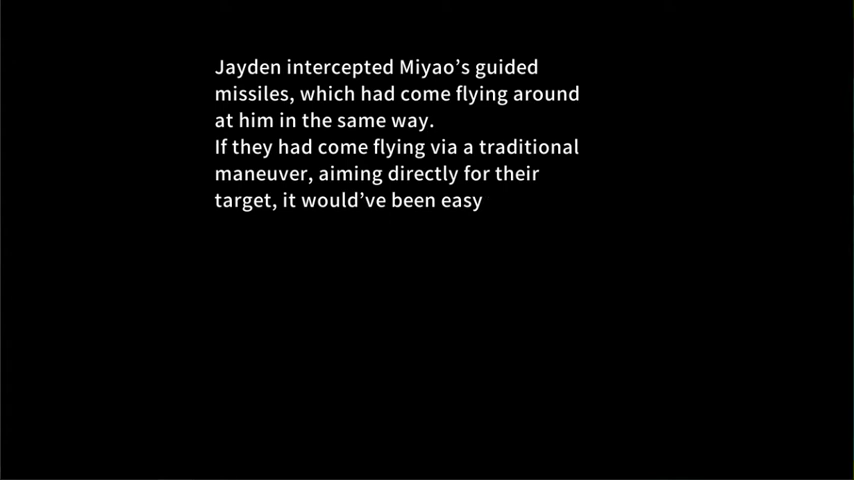 Jayden intercepted Miyao’s guided
missiles, which had come flying around
at him in the same way.
If they had come flying via a traditional
maneuver, aiming directly for their
target, it would’ve been easy